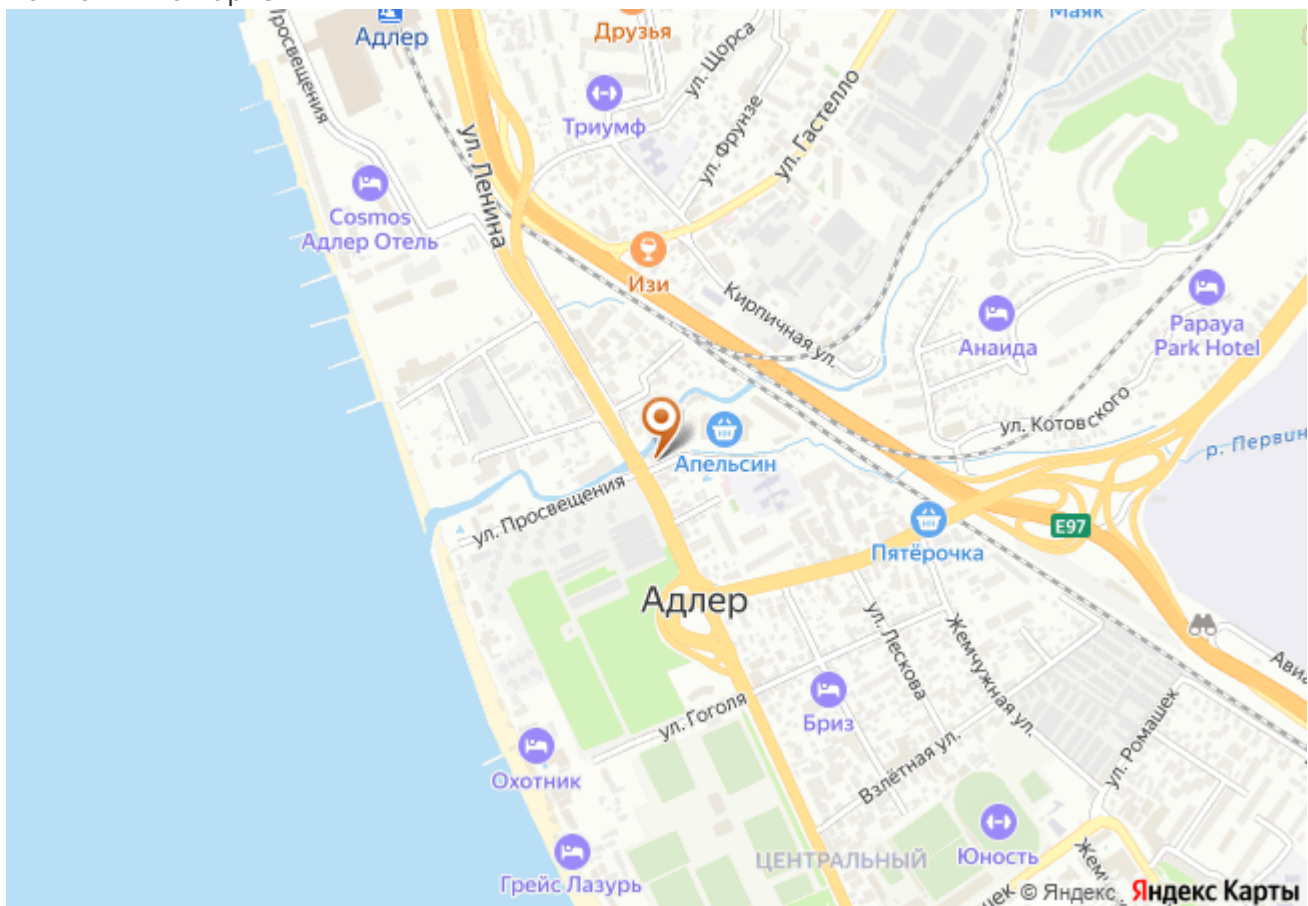 Маяк
Адлер
Друзья
Просвещения
ул. Щорса
Триумф
ул. Фрунзе
ул. Гастелло
ул. Ленина
Cosmos
Адлер Отель
Изи
Кирпичная ул.
Анаида
Papaya
Park Hotel
ул. Котовского
р. Первин
Апельсин
ул. Просвещения
E97
Пятёрочка
Адлер
ул. Лескова
Жемчужная ул.
Авиа
ул. Гоголя
Бриз
ул. Ромашек
Охотник
Взлётная ул.
ЦЕНТРАЛЬНЫЙ
Юность
Грейс Лазурь
© Яндекс Яндекс Карты